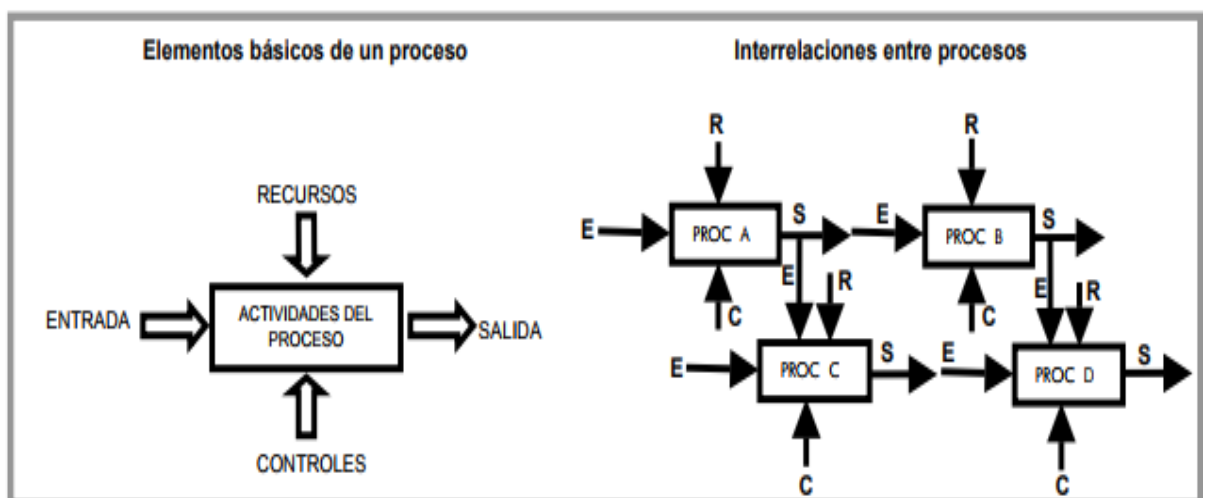 Elementos básicos de un proceso
RECURSOS
ENTRADA
ACTIVIDADES DEL
PROCESO
SALIDA
CONTROLES
Interrelaciones entre procesos
R
R
E
PROC A
S
E
PROC B
S
E
R
E
R
C
C
E
PROC C
S
E
PROC D
S
C
C